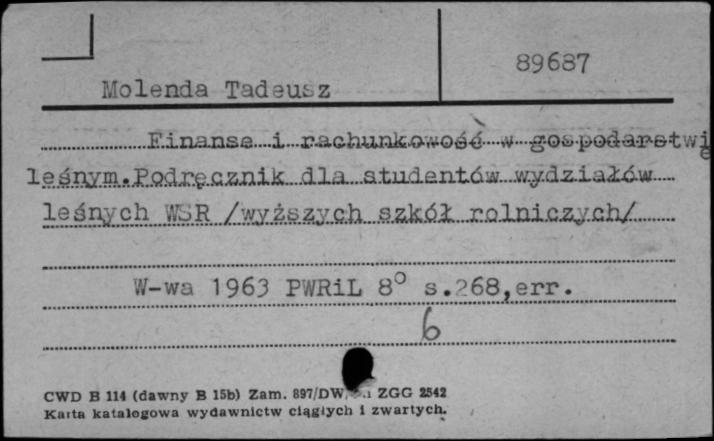 89687
Molenda Tadeusz
Finanse i rachunkowość w gospodarstwie
leśnym.Podręcznik dla studentów wydziałów
leśnych WSR /wyższych szkół rolniczych/
W-wa 1963 PWRiL 8° s.268,err.
6
CWD B 114 (dawny B 15b) Zam. 897/DW ZGG 2542
Karta katalogowa wydawnictw ciągłych i zwartych.